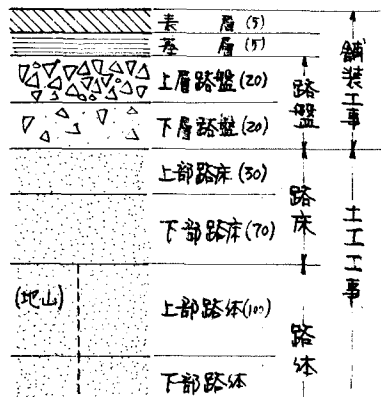 表 層 (5)
基 層 (5)
上層路盤 (20)
下層路盤 (20)
上部路床 (30)
下部路床 (70)
(地山)
上部路体 (100)
下部路体
路盤
路床
路体
舗装工事
土工工事